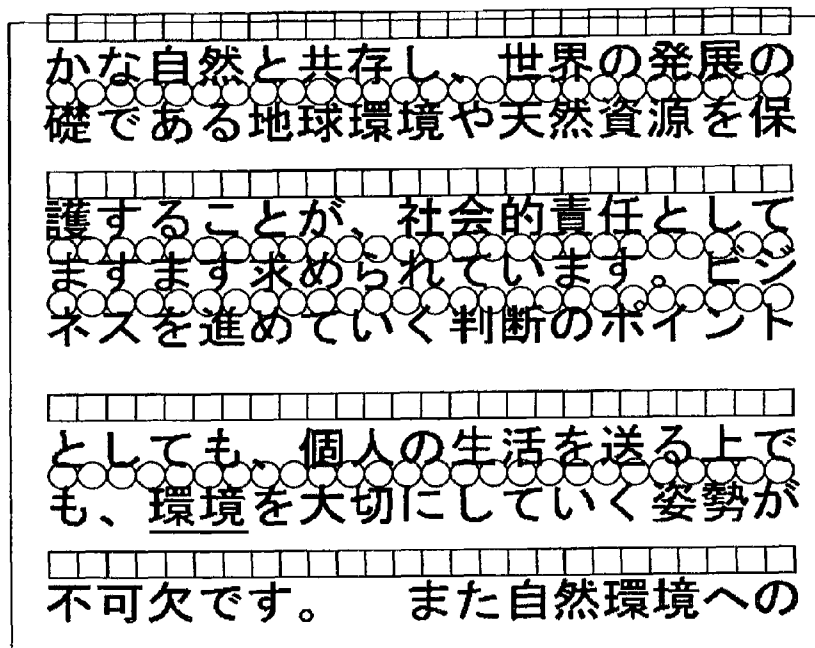 かな自然と共存し、世界の発展の
礎である地球環境や天然資源を保
護することが、社会的責任として
ますます求められています。ビジ
ネスを進めていく判断のポイント
としても、個人の生活を送る上で
も、環境を大切にしていく姿勢が
不可欠です。　また自然環境への